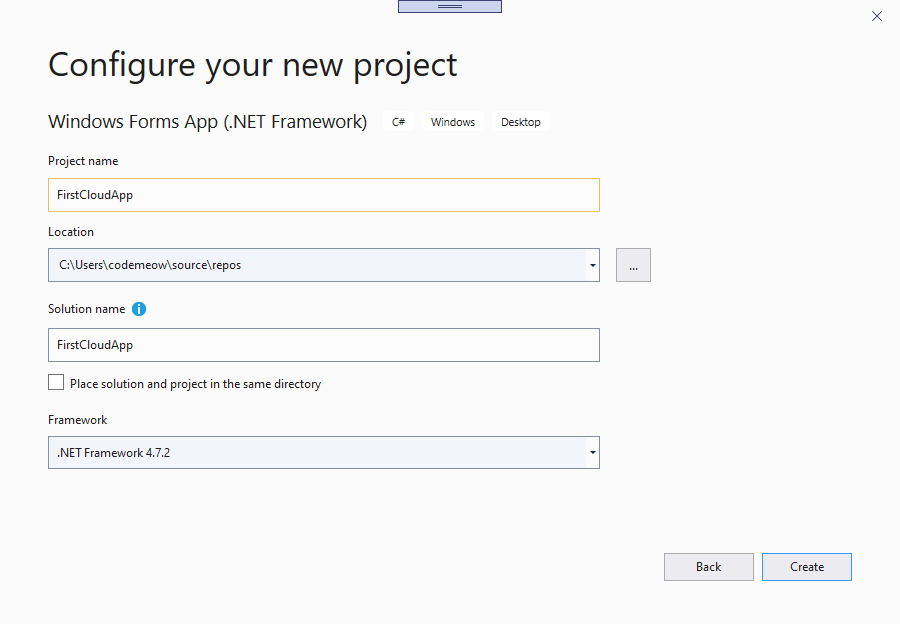 Configure your new project
Windows Forms App (.NET Framework) C# Windows Desktop
Project name
FirstCloudApp
Location
C:\Users\codemeow\source\repos
...
Solution name
FirstCloudApp
Place solution and project in the same directory
Framework
.NET Framework 4.7.2
Back Create